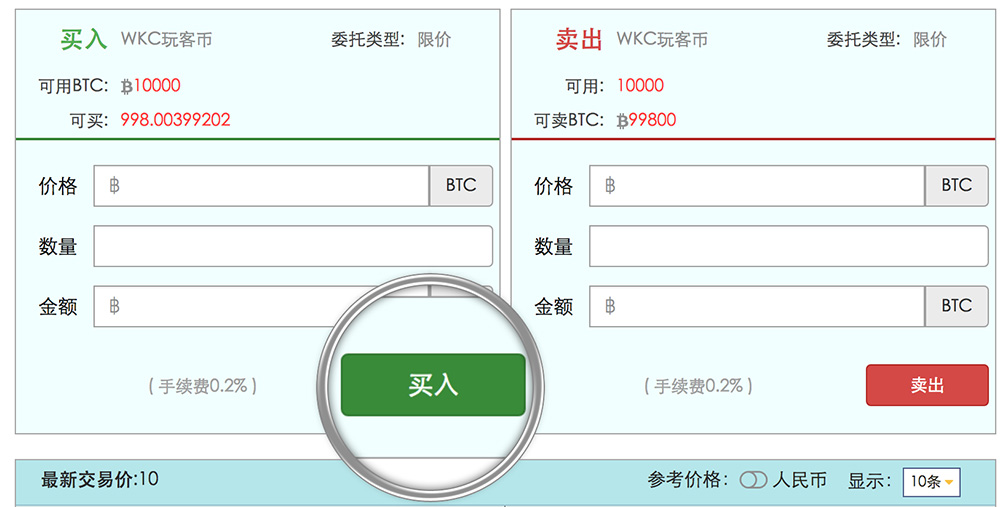 买入 WKC玩客币 委托类型: 限价
可用BTC: ฿10000
可买: 998.00399202
价格 ฿ BTC
数量
金额 ฿
(手续费0.2%) 买入
卖出 WKC玩客币 委托类型: 限价
可用: 10000
可卖BTC: ฿99800
价格 ฿ BTC
数量
金额 ฿ BTC
(手续费0.2%) 卖出
最新交易价:10 参考价格: 人民币 显示: 10条